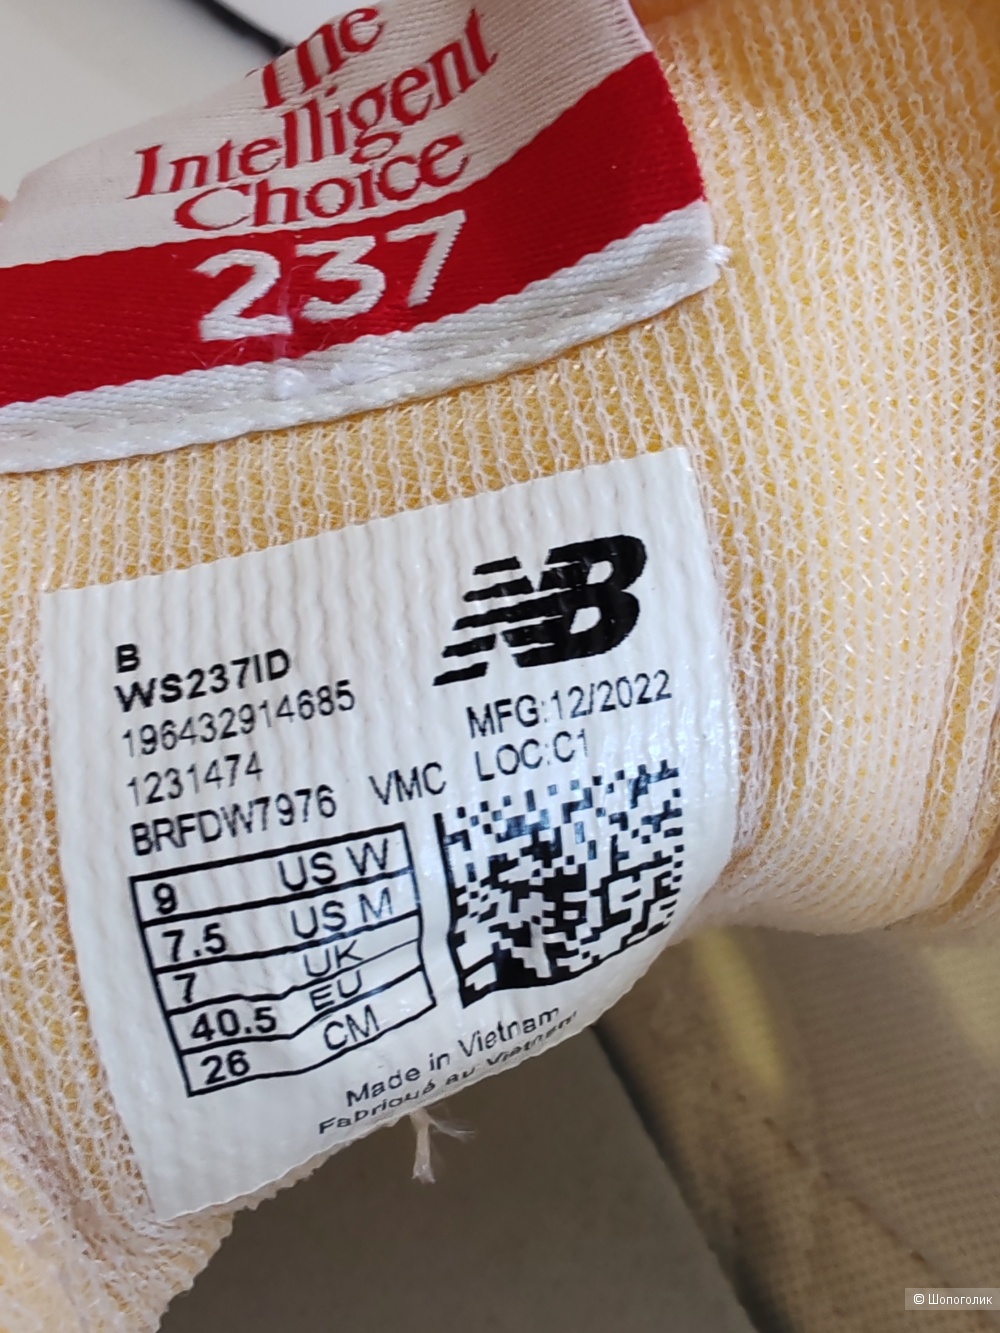 The
Intelligent
Choice
237
NB
B
WS237ID
196432914685
1231474
BRFDW7976 VMC
MFG:12/2022
LOC:C1
9 US W
7.5 US M
7 UK
40.5 EU
26 CM
Made in Vietnam
Fabriqué au Vietnam
© Шопоголик